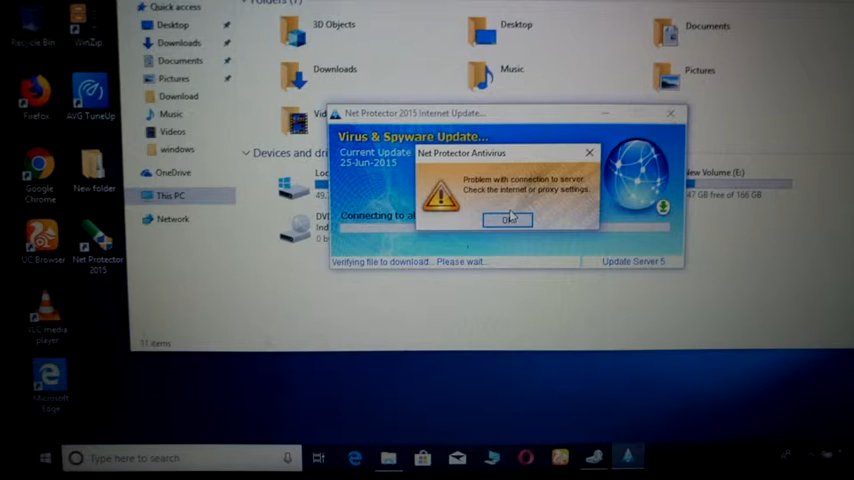 Quick access
Folders (7)
Recycle Bin
WinZip
Desktop
Downloads
Documents
Pictures
Download
Music
Videos
windows
OneDrive
This PC
Network
3D Objects
Desktop
Documents
Downloads
Music
Pictures
Firefox
AVG TuneUp
Google
Chrome
New folder
UC Browser
Net Protector
2015
VLC media
player
Microsoft
Edge
Devices and
New Volume (E:)
47 GB free of 166 GB
Net Protector 2015 Internet Update...
Virus & Spyware Update...
Current Update
25-Jun-2015
Net Protector Antivirus
Problem with connection to server.
Check the internet or proxy settings.
OK
Connecting to
Verifying file to download... Please wait...
Update Server 5
11 items
Type here to search